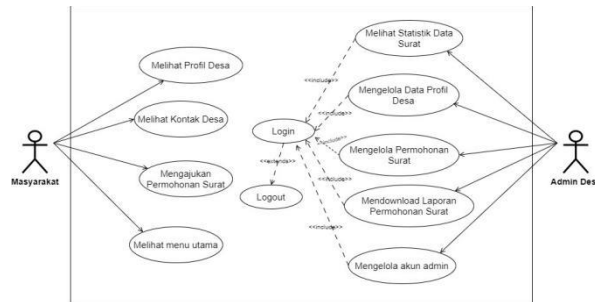 Melihat Statistik Data
Surat
Melihat Profil Desa
<<include>>
Mengelola Data Profil
Desa
<<include>>
Melihat Kontak Desa
Login
<<include>>
Mengelola Permohonan
Surat
<<extends>>
Masyarakat
Mengajukan
Permohonan Surat
<<include>>
Admin Des
Logout
Mendownload Laporan
Permohonan Surat
<<include>>
Melihat menu utama
Mengelola akun admin